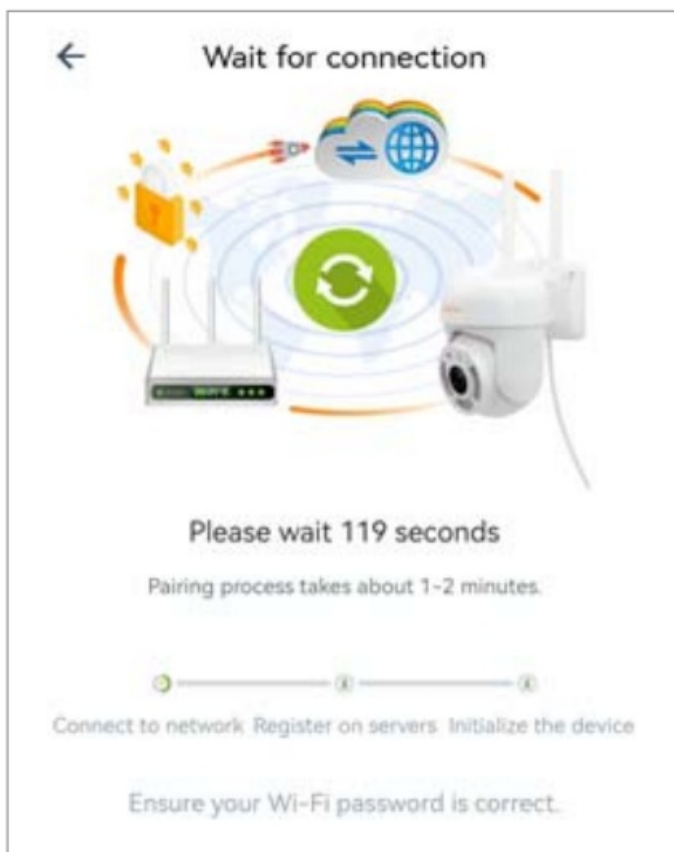 Wait for connection
Please wait 119 seconds
Pairing process takes about 1-2 minutes.
Connect to network Register on servers Initialize the device
Ensure your Wi-Fi password is correct.